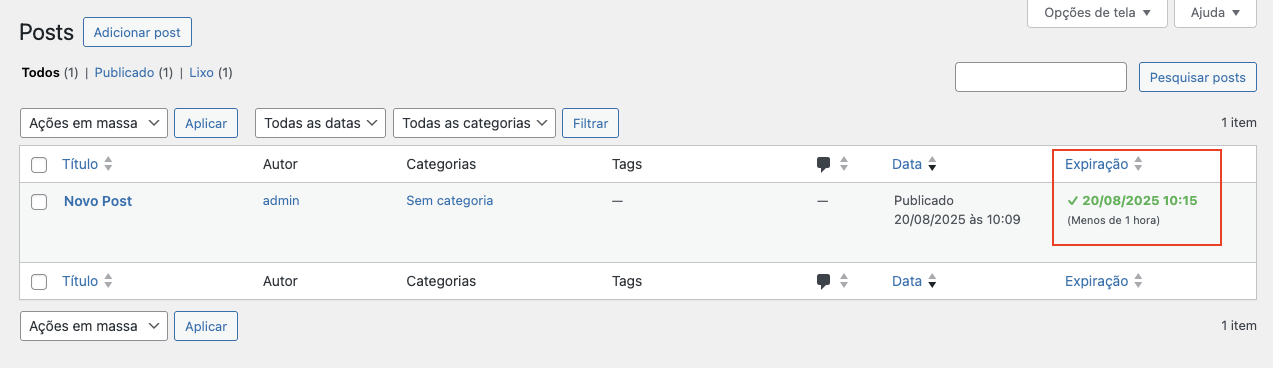 Opções de tela ▼ Ajuda ▼
Posts Adicionar post
Todos (1) | Publicado (1) | Lixo (1)
Pesquisar posts
Ações em massa Aplicar Todas as datas Todas as categorias Filtrar 1 item
Título Autor Categorias Tags Data Expiração
Novo Post admin Sem categoria — — Publicado ✓ 20/08/2025 10:15
20/08/2025 às 10:09 (Menos de 1 hora)
Título Autor Categorias Tags Data Expiração
Ações em massa Aplicar 1 item